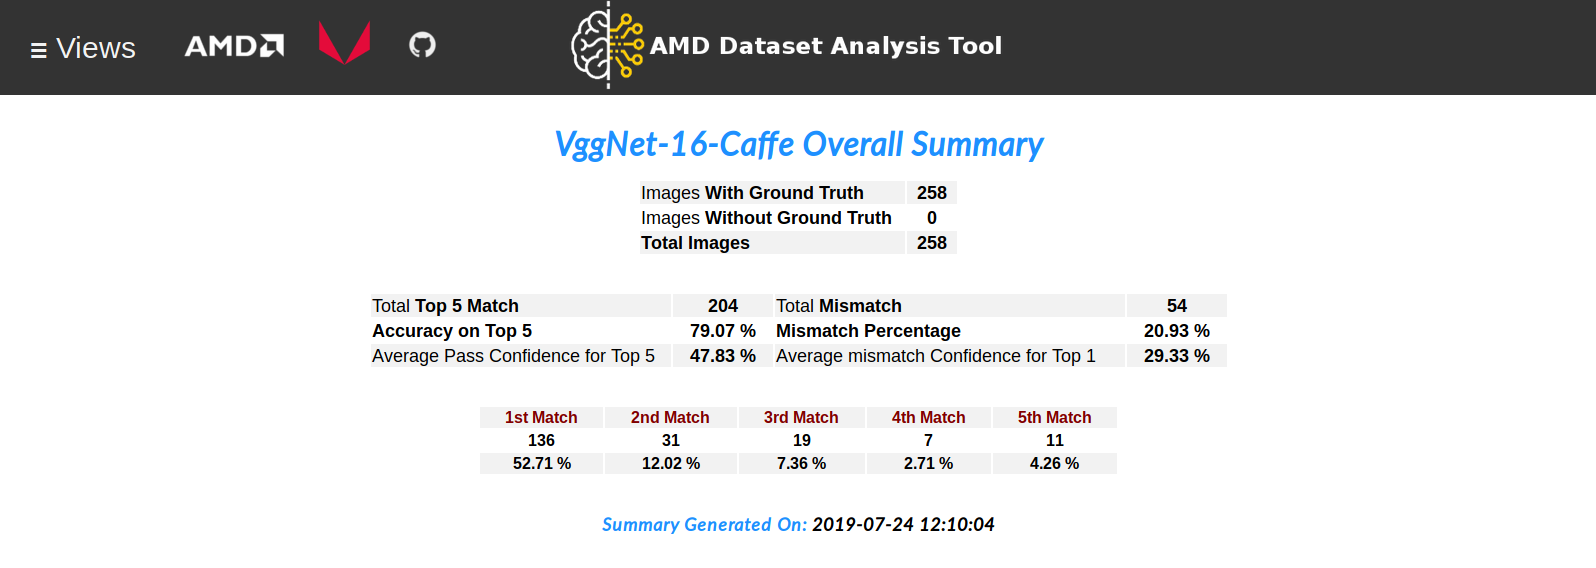 ≡ Views AMD AMD Dataset Analysis Tool
VggNet-16-Caffe Overall Summary
Images With Ground Truth 258
Images Without Ground Truth 0
Total Images 258
Total Top 5 Match 204 Total Mismatch 54
Accuracy on Top 5 79.07 % Mismatch Percentage 20.93 %
Average Pass Confidence for Top 5 47.83 % Average mismatch Confidence for Top 1 29.33 %
1st Match 2nd Match 3rd Match 4th Match 5th Match
136 31 19 7 11
52.71 % 12.02 % 7.36 % 2.71 % 4.26 %
Summary Generated On: 2019-07-24 12:10:04